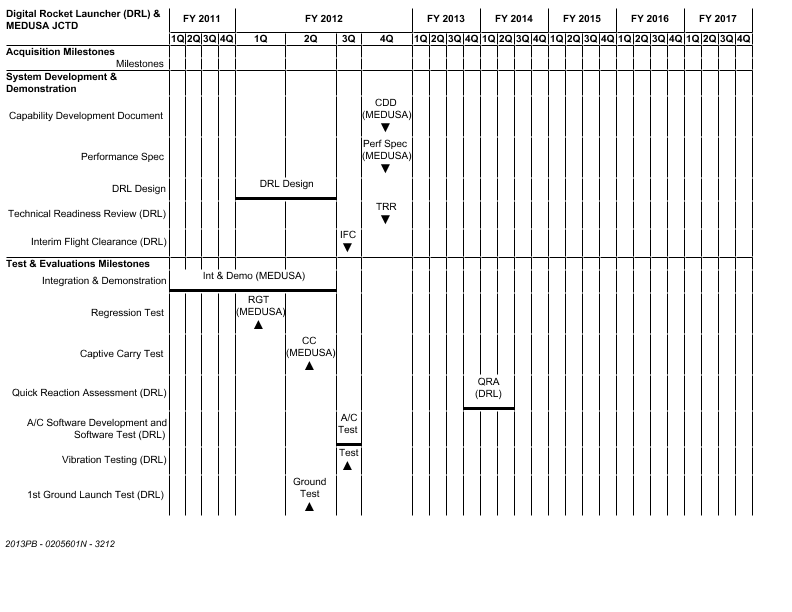 Digital Rocket Launcher (DRL) &
MEDUSA JCTD
FY 2011 FY 2012 FY 2013 FY 2014 FY 2015 FY 2016 FY 2017
1Q 2Q 3Q 4Q 1Q 2Q 3Q 4Q 1Q 2Q 3Q 4Q 1Q 2Q 3Q 4Q 1Q 2Q 3Q 4Q 1Q 2Q 3Q 4Q 1Q 2Q 3Q 4Q
Acquisition Milestones
Milestones
System Development &
Demonstration
Capability Development Document
CDD
(MEDUSA)
Performance Spec
Perf Spec
(MEDUSA)
DRL Design
DRL Design
Technical Readiness Review (DRL)
TRR
Interim Flight Clearance (DRL)
IFC
Test & Evaluations Milestones
Integration & Demonstration
Int & Demo (MEDUSA)
Regression Test
RGT
(MEDUSA)
Captive Carry Test
CC
(MEDUSA)
Quick Reaction Assessment (DRL)
QRA
(DRL)
A/C Software Development and
Software Test (DRL)
A/C
Test
Vibration Testing (DRL)
Test
1st Ground Launch Test (DRL)
Ground
Test
2013PB - 0205601N - 3212